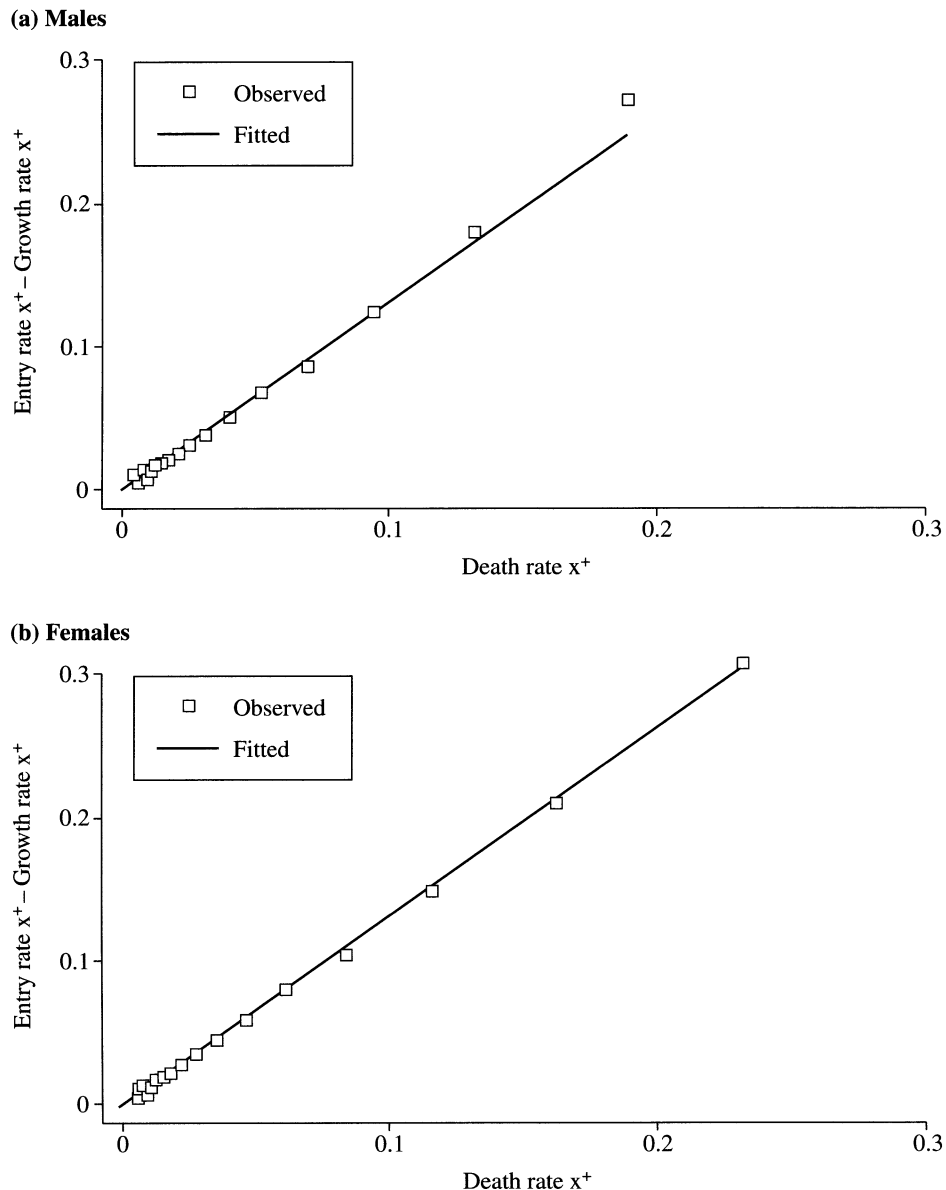 (a) Males
0.3
0.2
0.1
0
Entry rate x⁺ – Growth rate x⁺
Observed
Fitted
0
0.1
0.2
0.3
Death rate x⁺
(b) Females
0.3
0.2
0.1
0
Entry rate x⁺ – Growth rate x⁺
Observed
Fitted
0
0.1
0.2
0.3
Death rate x⁺